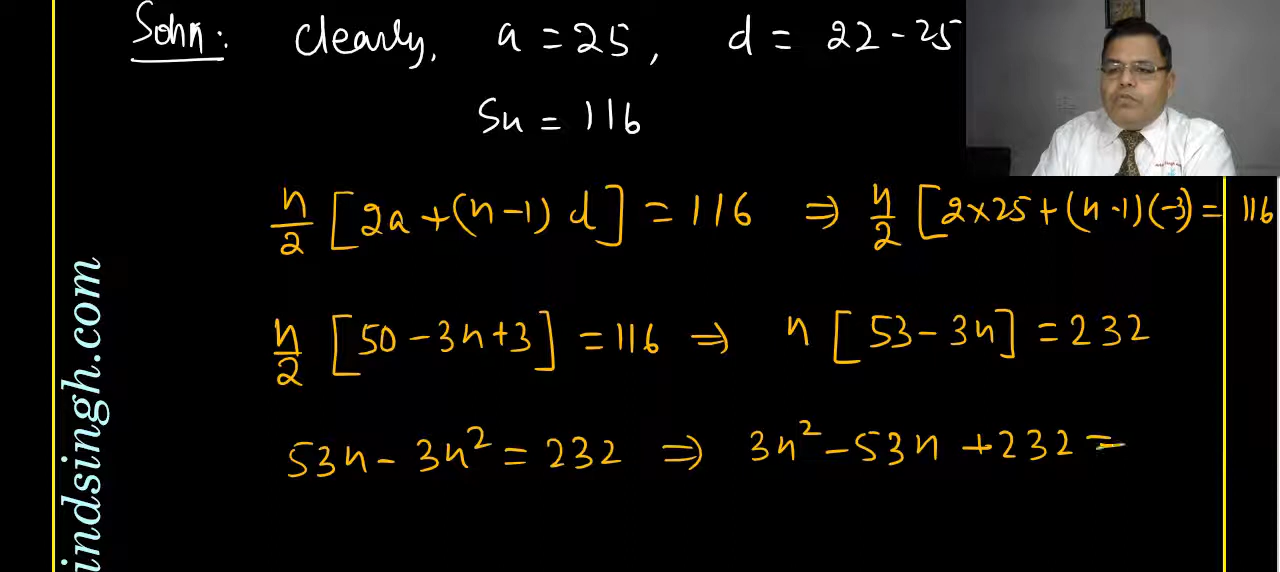 Soln: Clearly, a = 25, d = 22 - 25
Sn = 116
n/2 [2a + (n - 1) d] = 116 ⇒ n/2 [2 × 25 + (n - 1) (-3) = 116
n/2 [50 - 3n + 3] = 116 ⇒ n [53 - 3n] = 232
53n - 3n² = 232 ⇒ 3n² - 53n + 232 =
indsingh.com